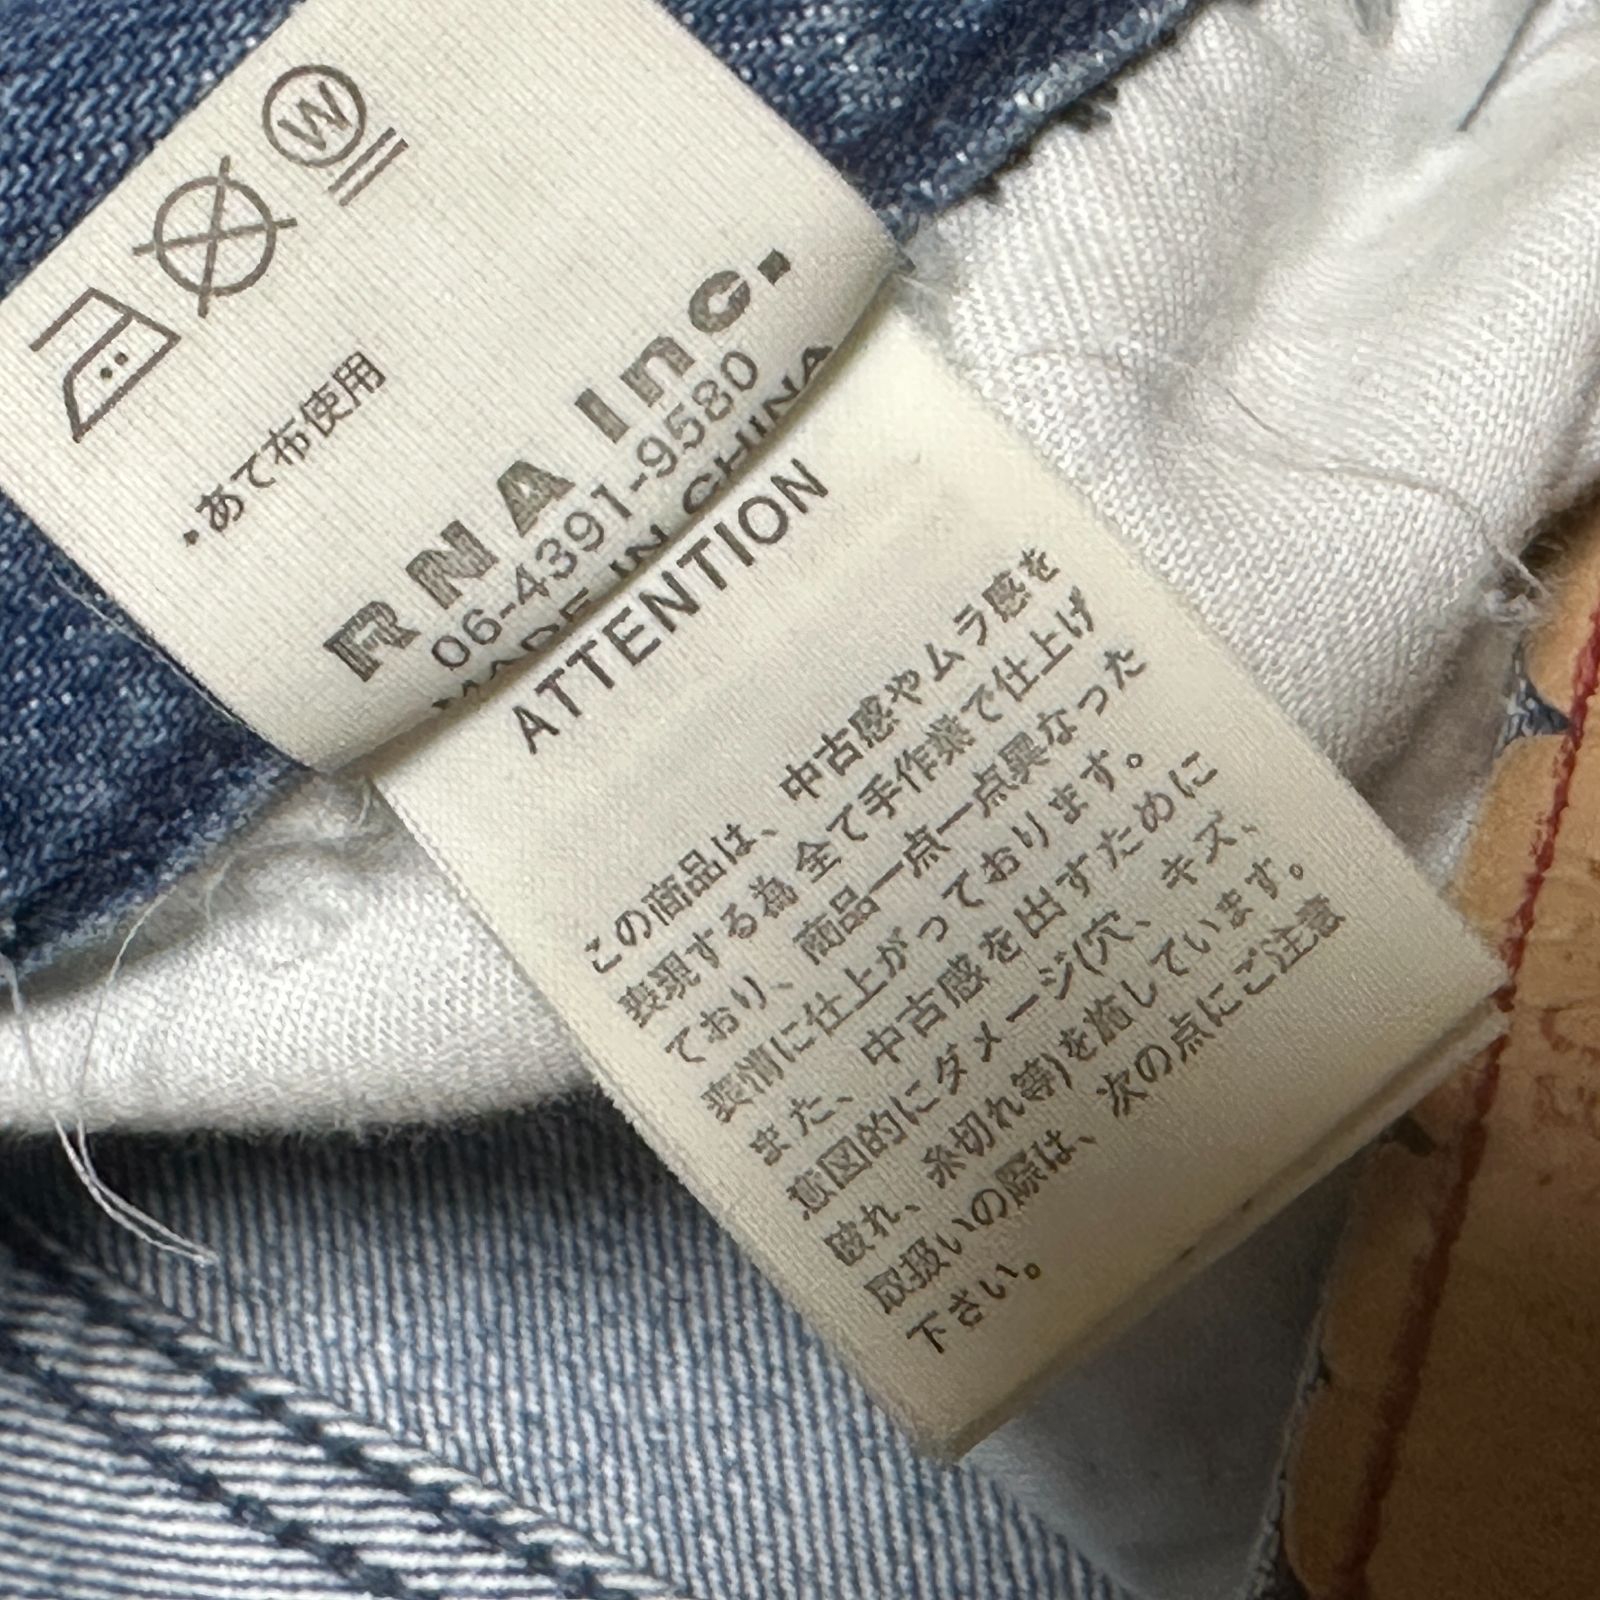 W
・あて布使用
RNA Inc.
06-4391-9580
MADE IN CHINA
ATTENTION
この商品は、中古感やムラ感を
表現する為 全て手作業で仕上げ
ており、商品一点一点異なった
表情に仕上がっております。
また、中古感を出すために
意図的にダメージ(穴、キズ、
破れ、糸切れ等)を施しています。
取扱いの際は、次の点にご注意
下さい。